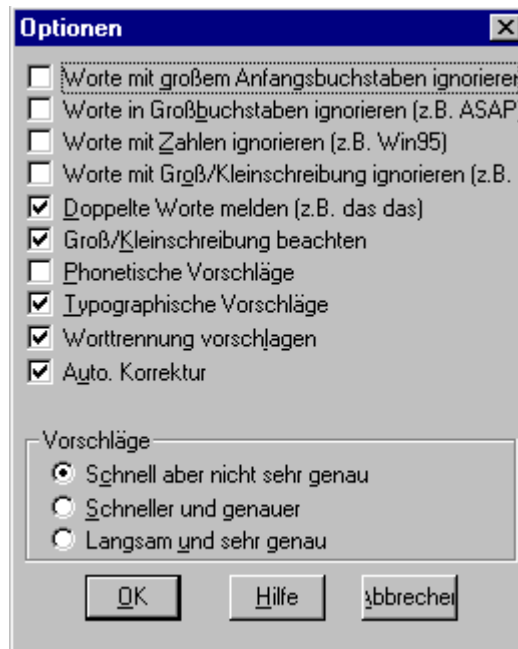 Optionen
Worte mit großem Anfangsbuchstaben ignorieren
Worte in Großbuchstaben ignorieren (z.B. ASAP)
Worte mit Zahlen ignorieren (z.B. Win95)
Worte mit Groß/Kleinschreibung ignorieren (z.B.
Doppelte Worte melden (z.B. das das)
Groß/Kleinschreibung beachten
Phonetische Vorschläge
Typographische Vorschläge
Worttrennung vorschlagen
Auto. Korrektur
Vorschläge
Schnell aber nicht sehr genau
Schneller und genauer
Langsam und sehr genau
OK Hilfe Abbrechen